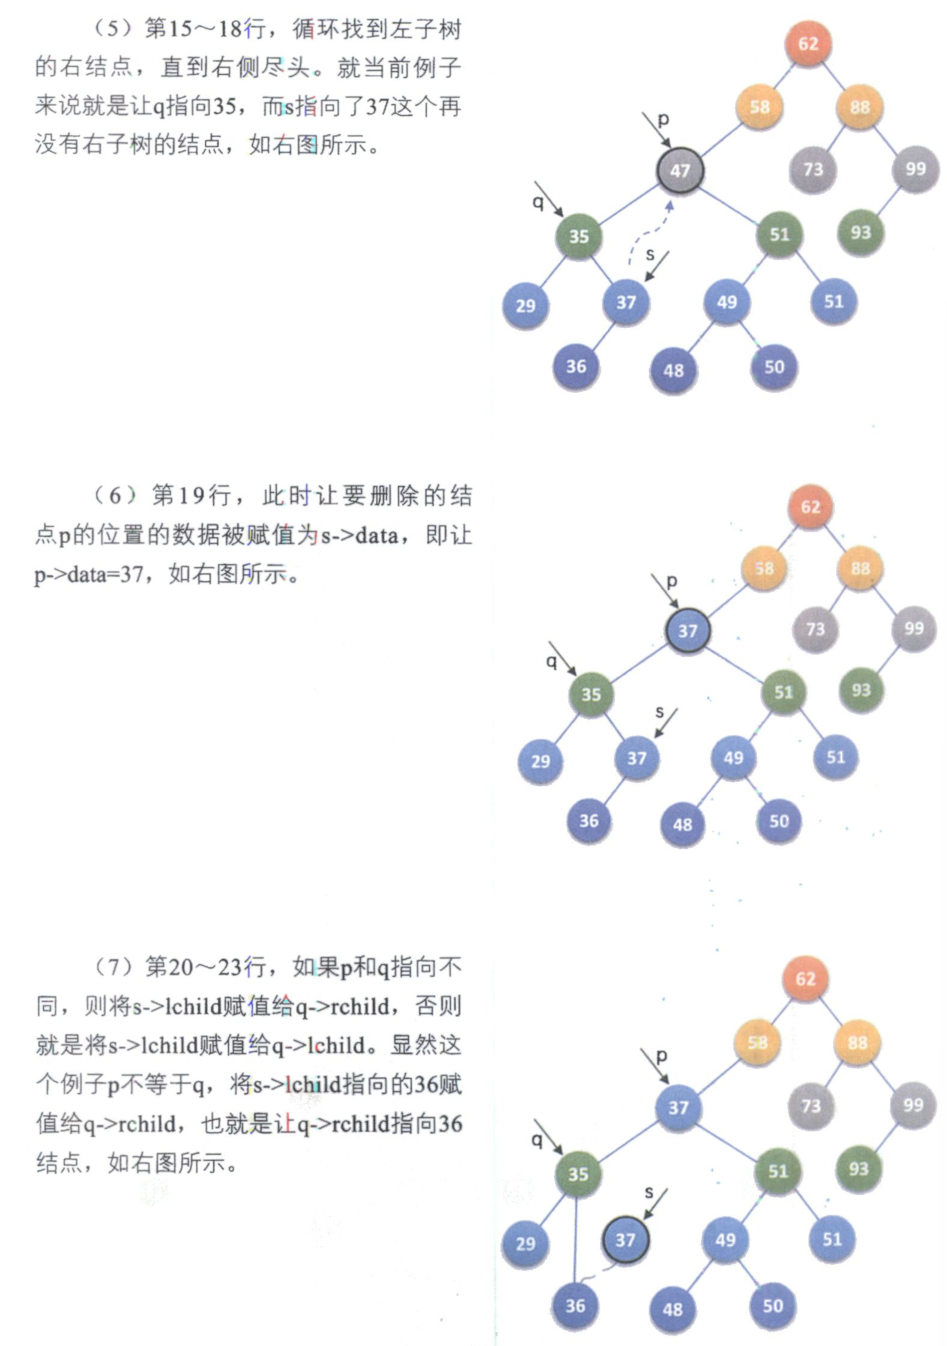 （5）第15～18行，循环找到左子树
的右结点，直到右侧尽头。就当前例子
来说就是让q指向35，而s指向了37这个再
没有右子树的结点，如右图所示。
62
58
88
p
47
73
99
q
35
s
51
93
29
37
49
51
36
48
50
（6）第19行，此时让要删除的结
点p的位置的数据被赋值为s->data，即让
p->data=37，如右图所示。
62
58
88
p
37
73
99
q
35
s
51
93
29
37
49
51
36
48
50
（7）第20～23行，如果p和q指向不
同，则将s->lchild赋值给q->rchild，否则
就是将s->lchild赋值给q->lchild。显然这
个例子p不等于q，将s->lchild指向的36赋
值给q->rchild，也就是让q->rchild指向36
结点，如右图所示。
62
58
88
p
37
73
99
q
35
s
51
93
29
37
49
51
36
48
50